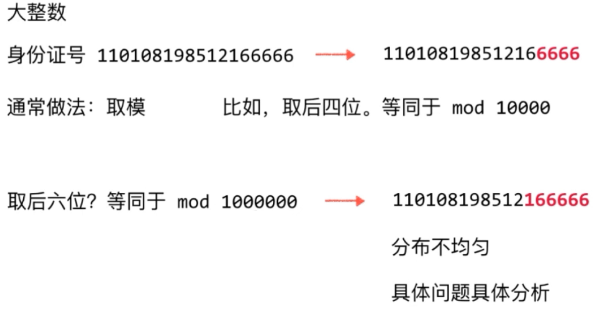 大整数
身份证号 110108198512166666 → 110108198512166666
通常做法：取模 比如，取后四位。等同于 mod 10000
取后六位？等同于 mod 1000000 → 110108198512166666
分布不均匀
具体问题具体分析